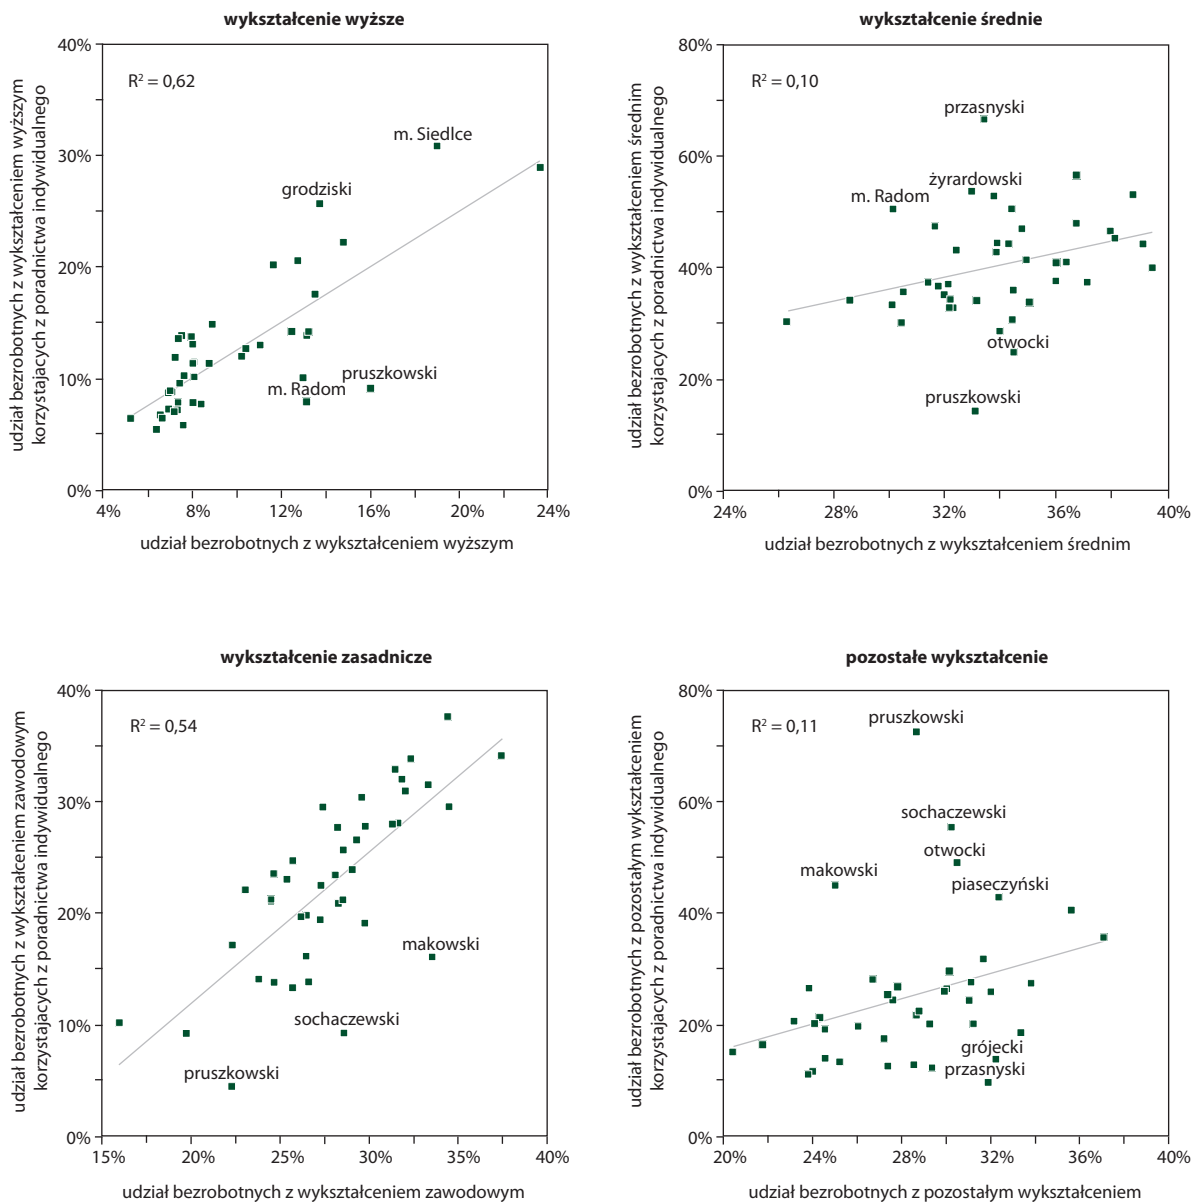 wykształcenie wyższe
udział bezrobotnych z wykształceniem wyższym
korzystajacych z poradnictwa indywidualnego
40%
30%
20%
10%
0%
R² = 0,62
m. Siedlce
grodziski
pruszkowski
m. Radom
4%
8%
12%
16%
20%
24%
udział bezrobotnych z wykształceniem wyższym
wykształcenie średnie
udział bezrobotnych z wykształceniem średnim
korzystajacych z poradnictwa indywidualnego
80%
60%
40%
20%
0%
R² = 0,10
przasnyski
żyrardowski
m. Radom
otwocki
pruszkowski
24%
28%
32%
36%
40%
udział bezrobotnych z wykształceniem średnim
wykształcenie zasadnicze
udział bezrobotnych z wykształceniem zawodowym
korzystajacych z poradnictwa indywidualnego
40%
30%
20%
10%
0%
R² = 0,54
makowski
sochaczewski
pruszkowski
15%
20%
25%
30%
35%
40%
udział bezrobotnych z wykształceniem zawodowym
pozostałe wykształcenie
udział bezrobotnych z pozostałym wykształceniem
korzystajacych z poradnictwa indywidualnego
80%
60%
40%
20%
0%
R² = 0,11
pruszkowski
sochaczewski
otwocki
makowski
piaseczyński
grójecki
przasnyski
20%
24%
28%
32%
36%
40%
udział bezrobotnych z pozostałym wykształceniem